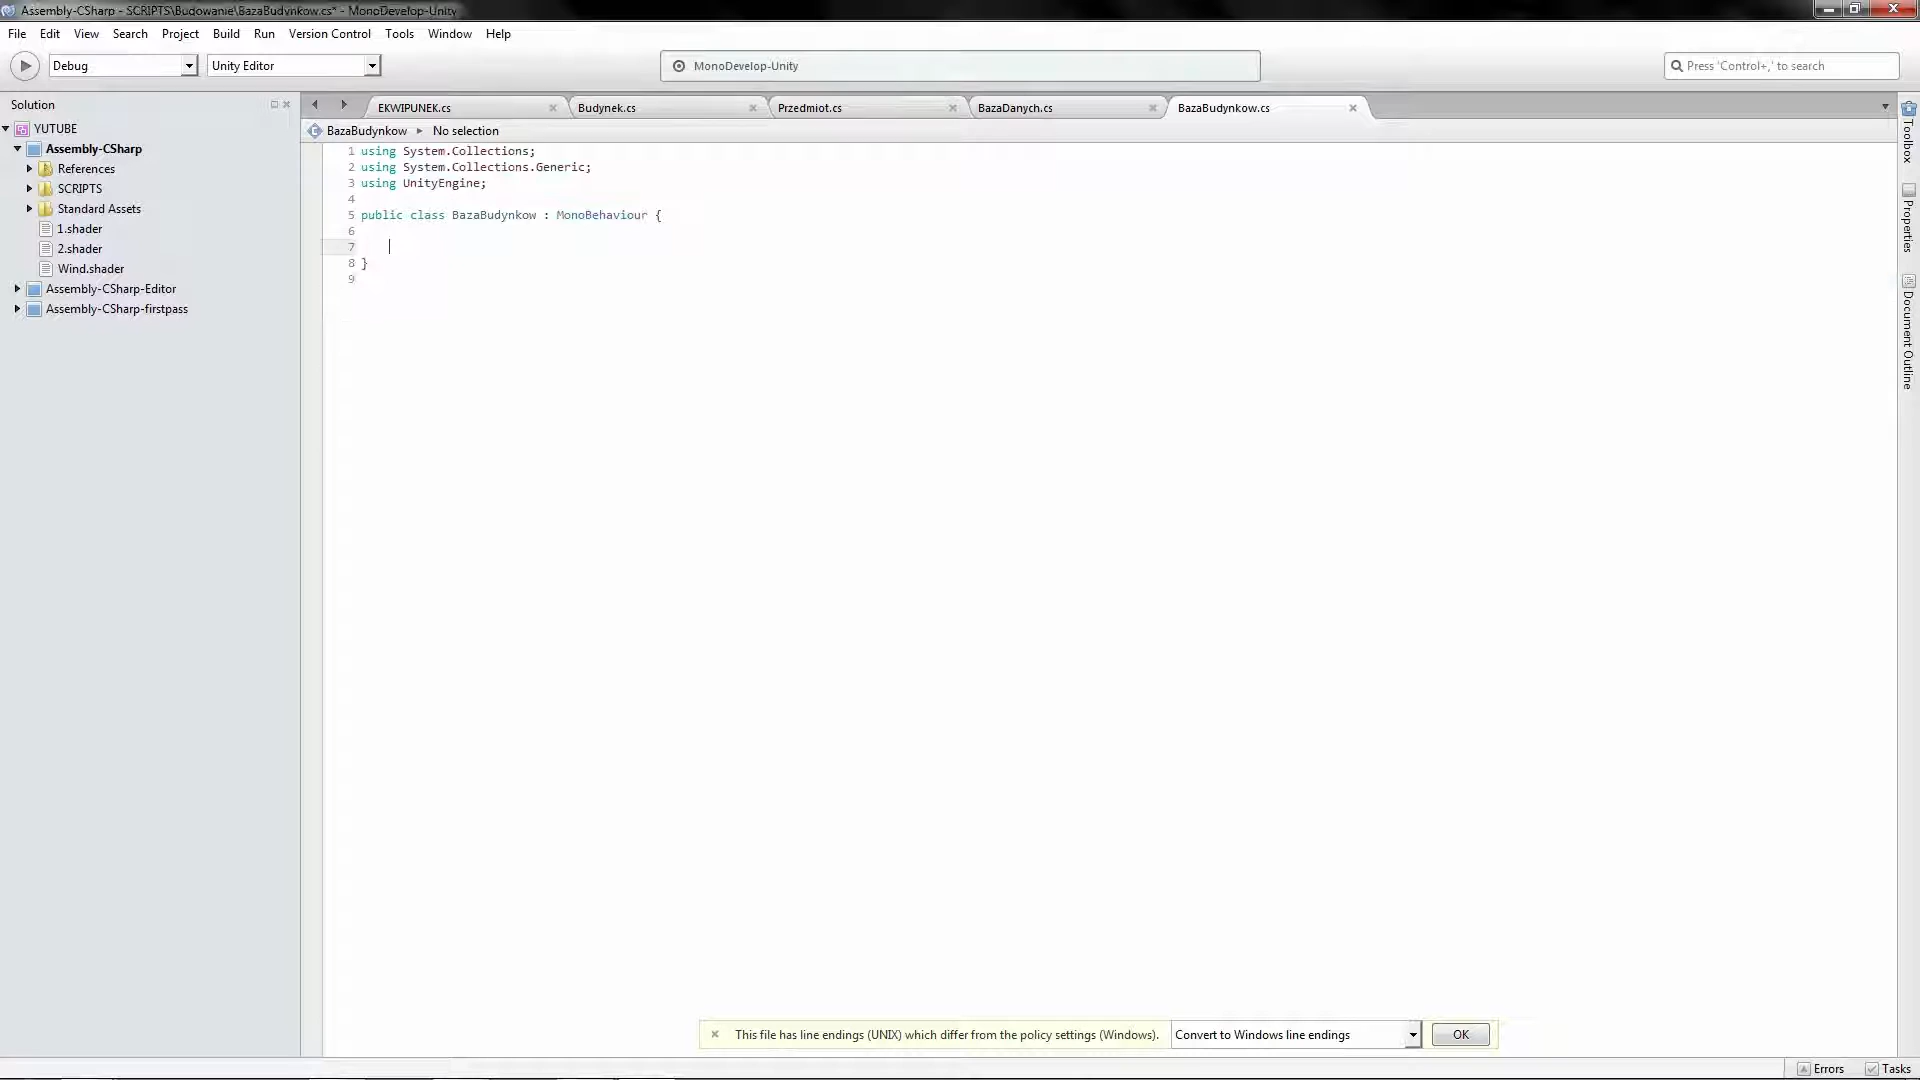 Assembly-CSharp - SCRIPTS\Budowanie\BazaBudynkow.cs* - MonoDevelop-Unity
File Edit View Search Project Build Run Version Control Tools Window Help
Debug Unity Editor MonoDevelop-Unity Press 'Control+,' to search
Solution
YUTUBE
Assembly-CSharp
References
SCRIPTS
Standard Assets
1.shader
2.shader
Wind.shader
Assembly-CSharp-Editor
Assembly-CSharp-firstpass
EKWIPUNEK.cs Budynek.cs Przedmiot.cs BazaDanych.cs BazaBudynkow.cs
BazaBudynkow No selection
1 using System.Collections;
2 using System.Collections.Generic;
3 using UnityEngine;
4
5 public class BazaBudynkow : MonoBehaviour {
6
7
8 }
9
Toolbox
Properties
Document Outline
This file has line endings (UNIX) which differ from the policy settings (Windows). Convert to Windows line endings OK
Errors Tasks